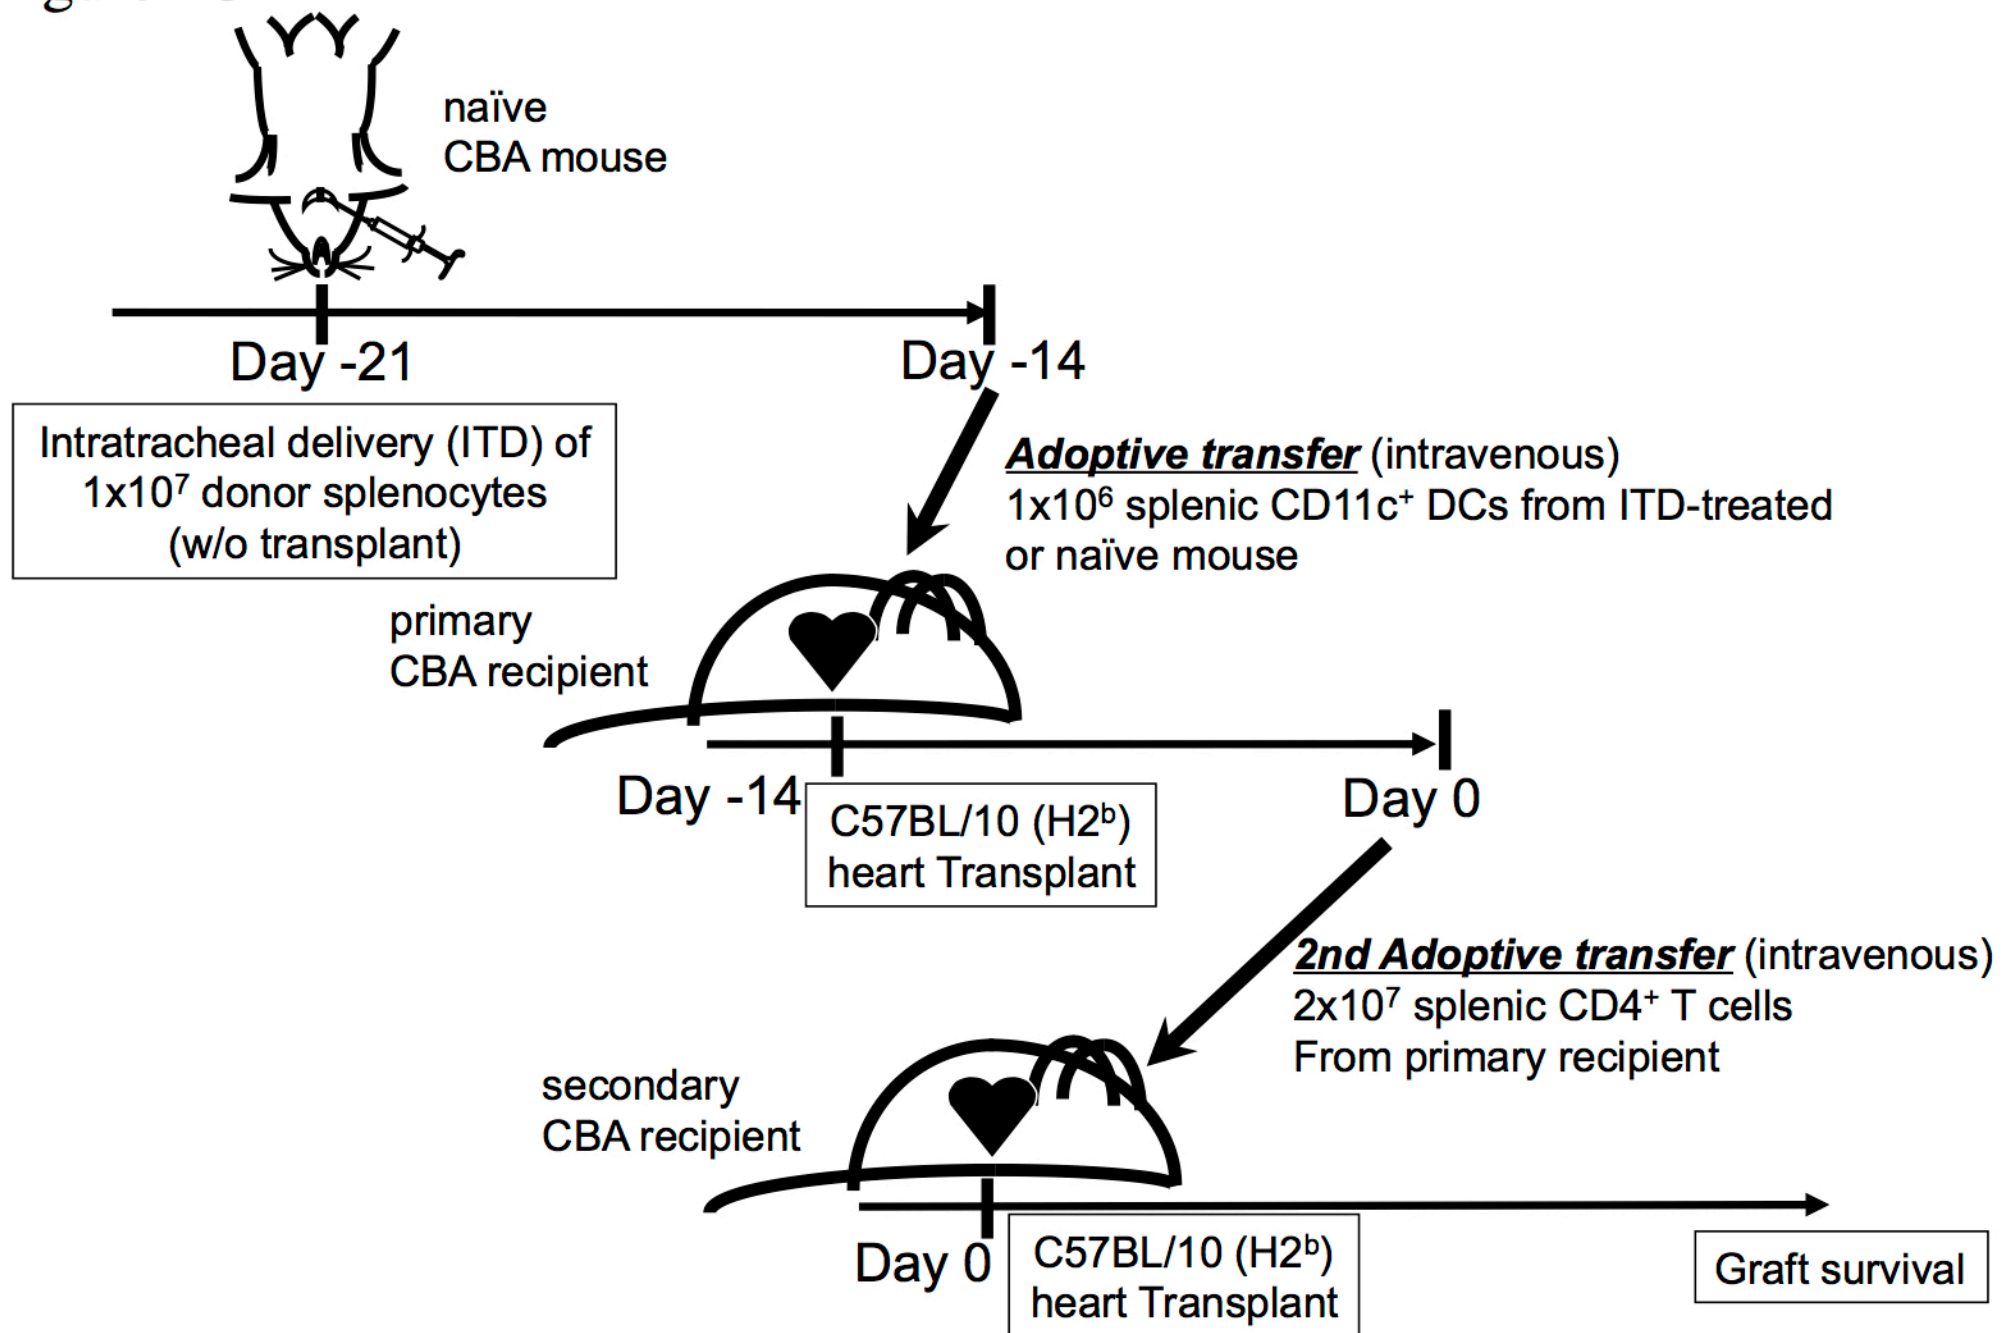 naïve
CBA mouse
Day -21
Day -14
Intratracheal delivery (ITD) of
1x10⁷ donor splenocytes
(w/o transplant)
Adoptive transfer (intravenous)
1x10⁶ splenic CD11c⁺ DCs from ITD-treated
or naïve mouse
primary
CBA recipient
Day -14
C57BL/10 (H2ᵇ)
heart Transplant
Day 0
2nd Adoptive transfer (intravenous)
2x10⁷ splenic CD4⁺ T cells
From primary recipient
secondary
CBA recipient
Day 0
C57BL/10 (H2ᵇ)
heart Transplant
Graft survival